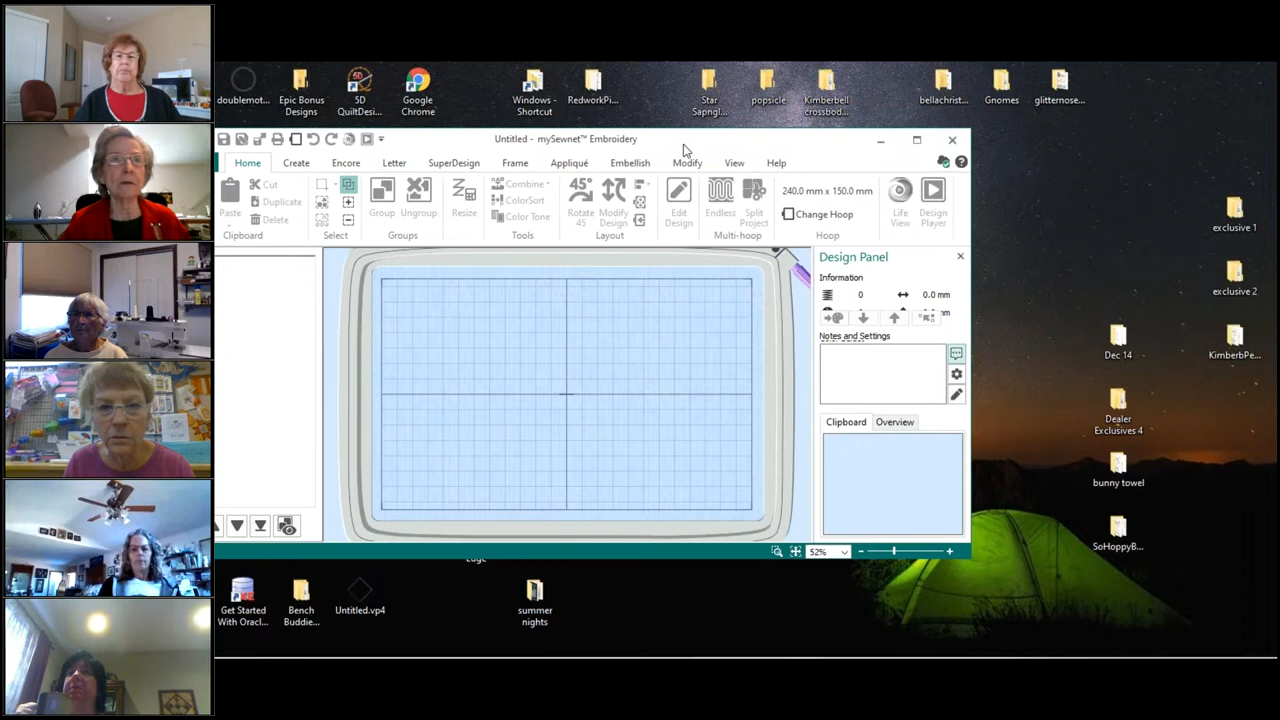 doublemot...
Epic Bonus
Designs
5D
5D
QuiltDesi...
Google
Chrome
Windows -
Shortcut
RedworkPi...
Star
Sapngl...
popsicle
Kimberbell
crossbod...
bellachrist...
Gnomes
glitternose...
Untitled - mySewnet™ Embroidery
Home
Create
Encore
Letter
SuperDesign
Frame
Appliqué
Embellish
Modify
View
Help
Paste
Cut
Duplicate
Delete
Clipboard
Select
Group
Ungroup
Groups
Resize
Combine
ColorSort
Color Tone
Tools
45°
Rotate
45
Modify
Design
Layout
Edit
Design
Endless
Split
Project
Multi-hoop
240.0 mm x 150.0 mm
Change Hoop
Hoop
Life
View
Design
Player
Design Panel
Information
0
0.0 mm
Notes and Settings
Clipboard
Overview
52%
exclusive 1
exclusive 2
Dec 14
KimberbPe...
Dealer
Exclusives 4
bunny towel
SoHoppyB...
Edge
Get Started
With Oracl...
Bench
Buddie...
Untitled.vp4
summer
nights